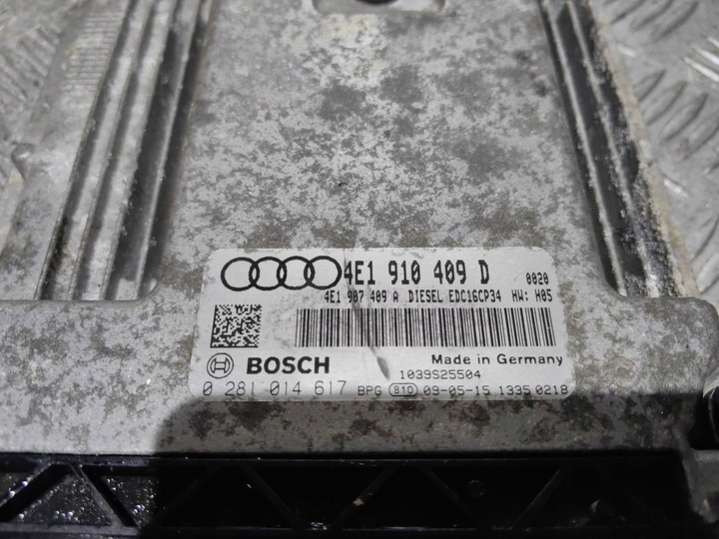 4E1 910 409 D 0020
4E1 907 409 A DIESEL EDC16CP34 HW: H05
BOSCH Made in Germany
1039S25504
0 281 014 617 BPG 810 09-05-15 1335 0218